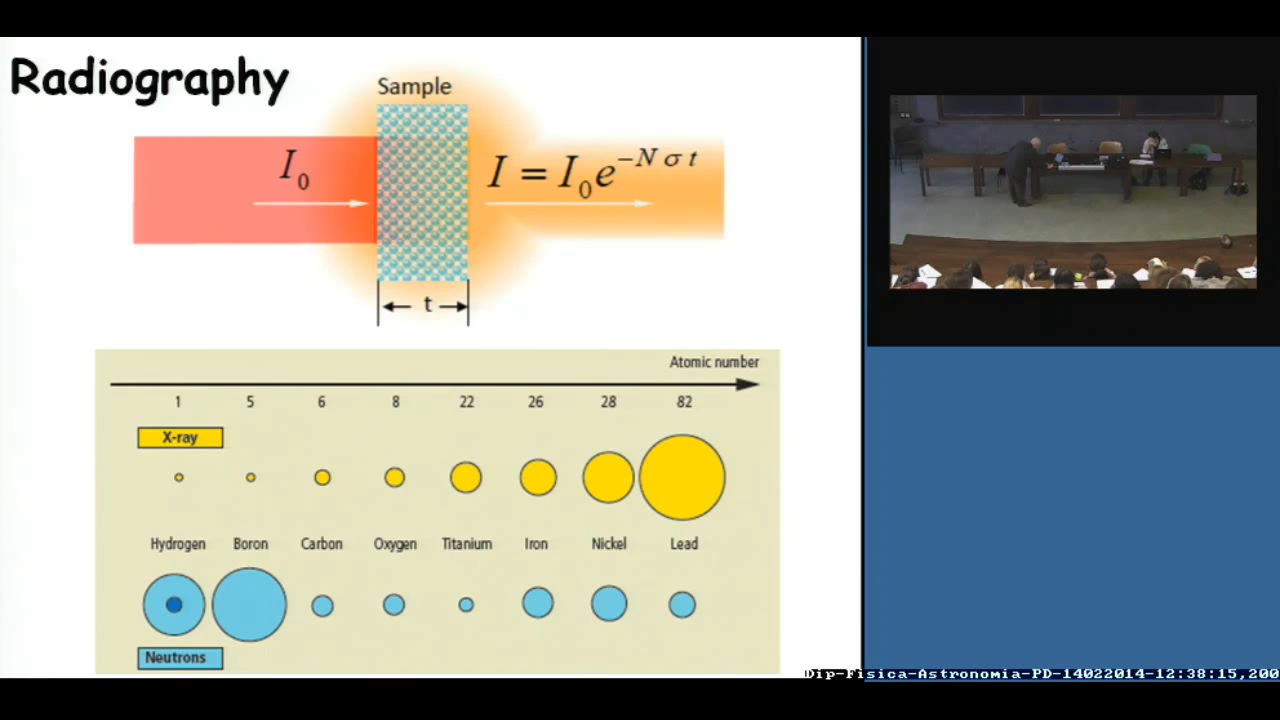 Radiography
Sample
I₀
I = I₀e^{−Nσt}
t
Atomic number
1 5 6 8 22 26 28 82
X-ray
Hydrogen Boron Carbon Oxygen Titanium Iron Nickel Lead
Neutrons
Dip-Fisica-Astronomia-PD-14022014-12:38:15,200